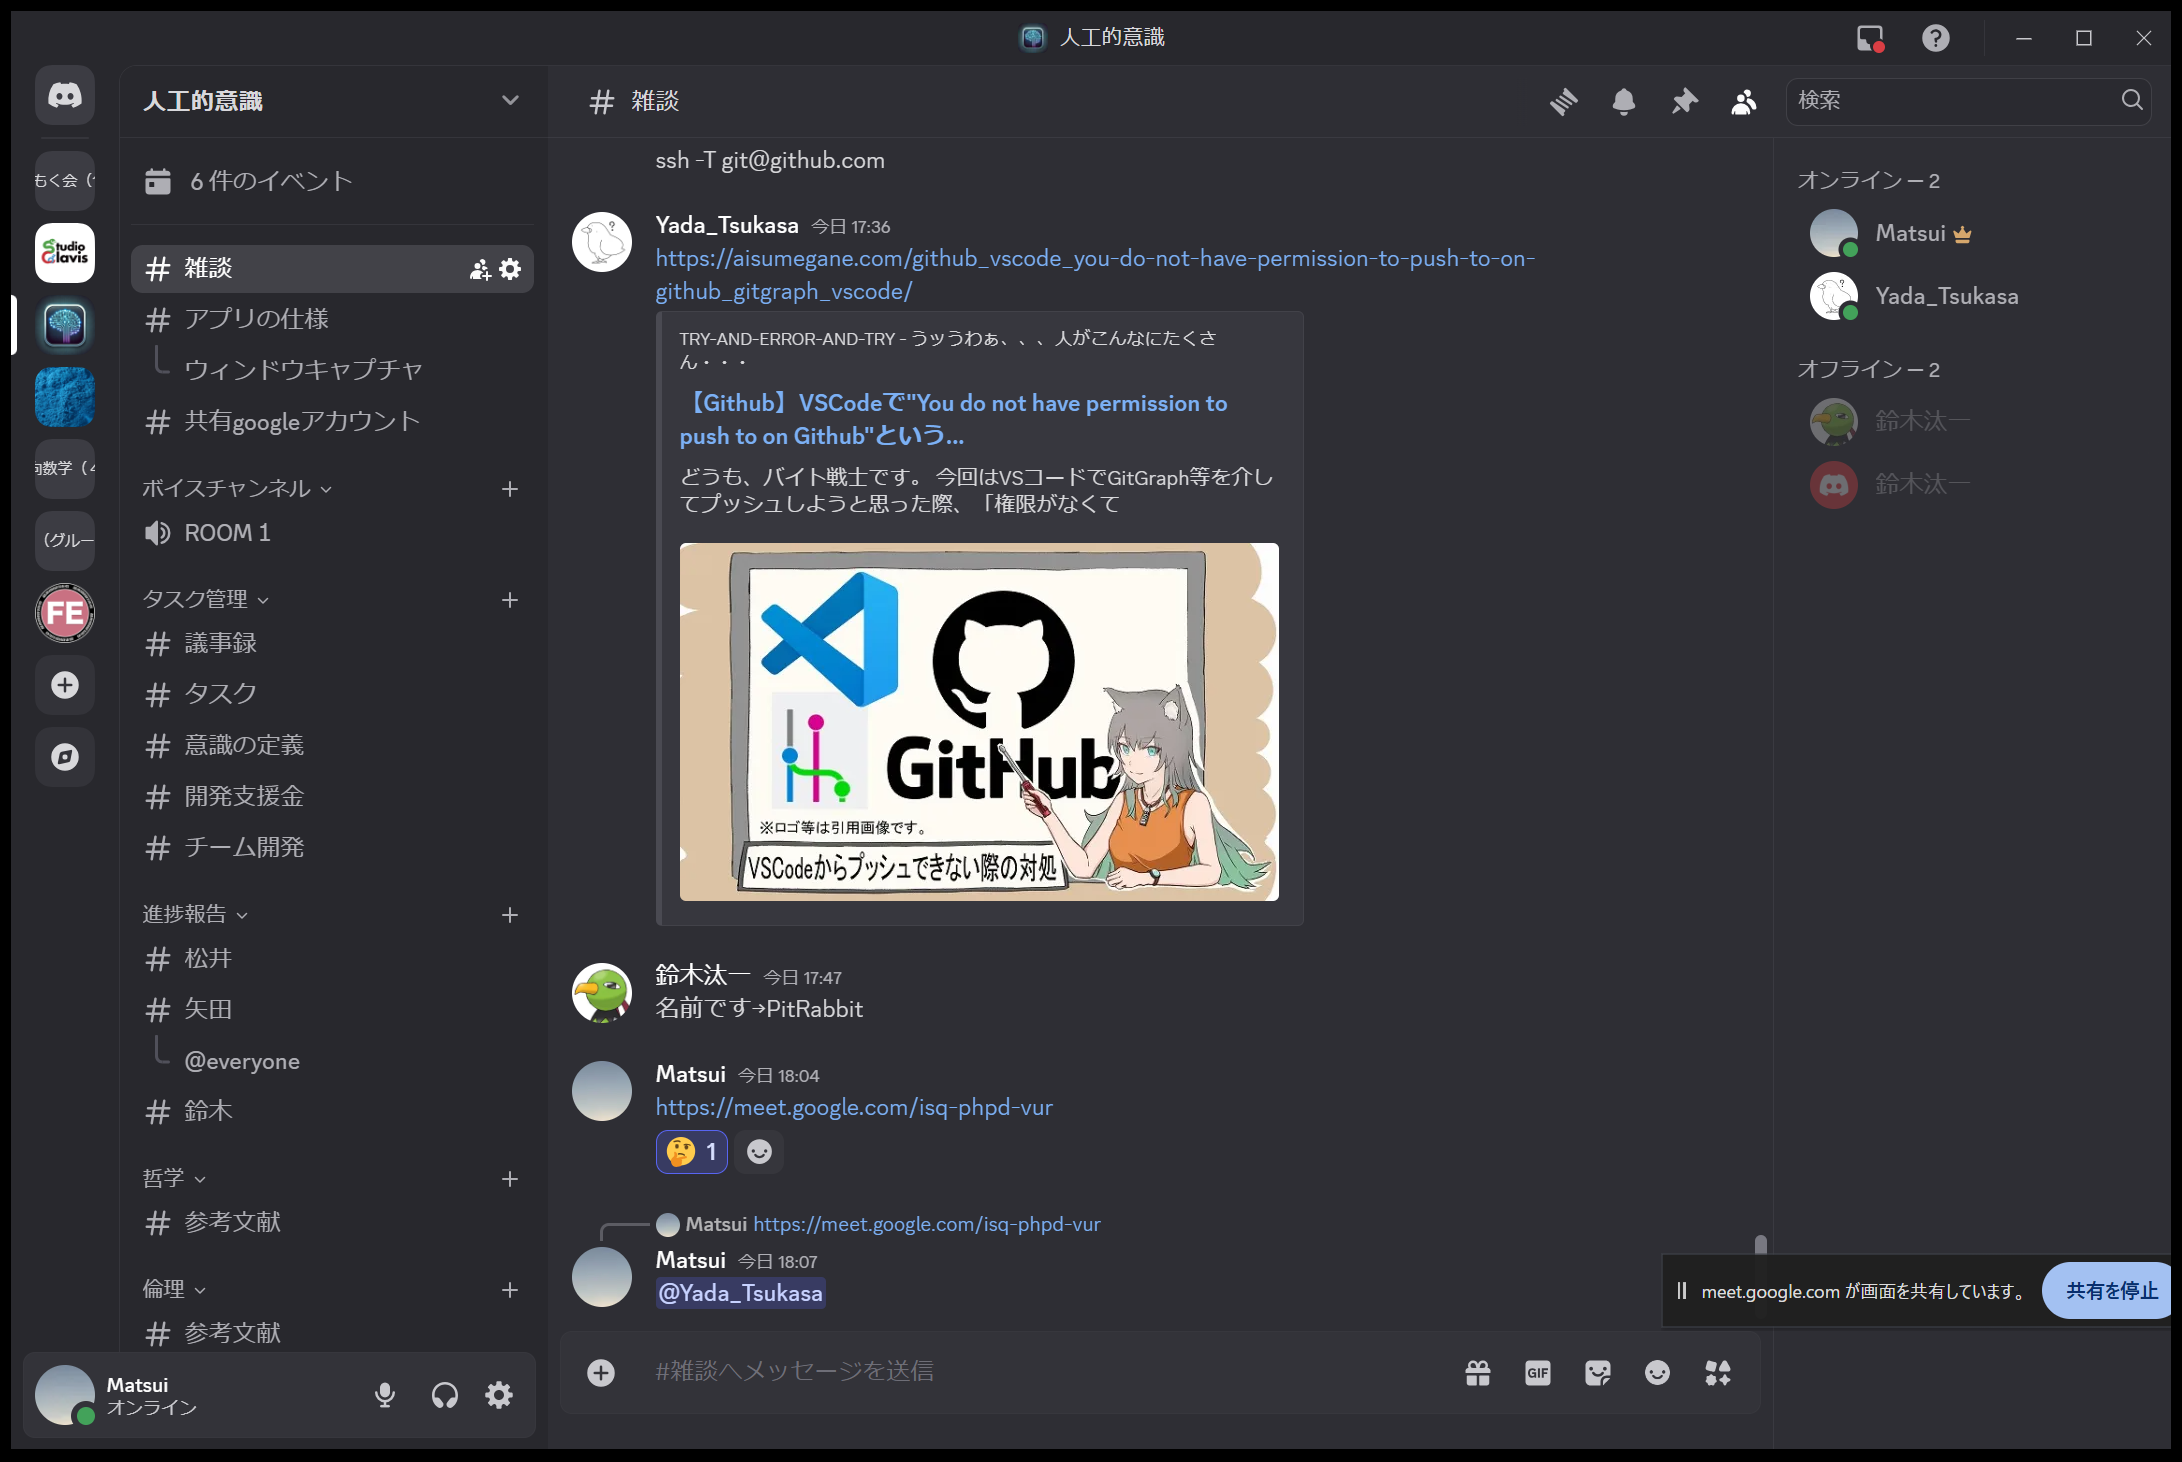 人工的意識
もく会（
Studio Clavis
数学（
（グルー
FE
人工的意識
6 件のイベント
雑談
アプリの仕様
ウィンドウキャプチャ
共有googleアカウント
ボイスチャンネル
ROOM 1
タスク管理
議事録
タスク
意識の定義
開発支援金
チーム開発
進捗報告
松井
矢田
@everyone
鈴木
哲学
参考文献
倫理
参考文献
Matsui
オンライン
雑談
検索
ssh -T git@github.com
Yada_Tsukasa 今日 17:36
https://aisumegane.com/github_vscode_you-do-not-have-permission-to-push-to-on-
github_gitgraph_vscode/
TRY-AND-ERROR-AND-TRY - うッうわぁ、、、人がこんなにたくさ
ん・・・
【Github】VSCodeで"You do not have permission to
push to on Github"という...
どうも、バイト戦士です。 今回はVSコードでGitGraph等を介し
てプッシュしようと思った際、「権限がなくて
GitHub
※ロゴ等は引用画像です。
VSCodeからプッシュできない際の対処
鈴木汰一 今日 17:47
名前です→PitRabbit
Matsui 今日 18:04
https://meet.google.com/isq-phpd-vur
1
Matsui https://meet.google.com/isq-phpd-vur
Matsui 今日 18:07
@Yada_Tsukasa
#雑談へメッセージを送信
GIF
オンライン — 2
Matsui
Yada_Tsukasa
オフライン — 2
鈴木汰一
鈴木汰一
meet.google.com が画面を共有しています。
共有を停止